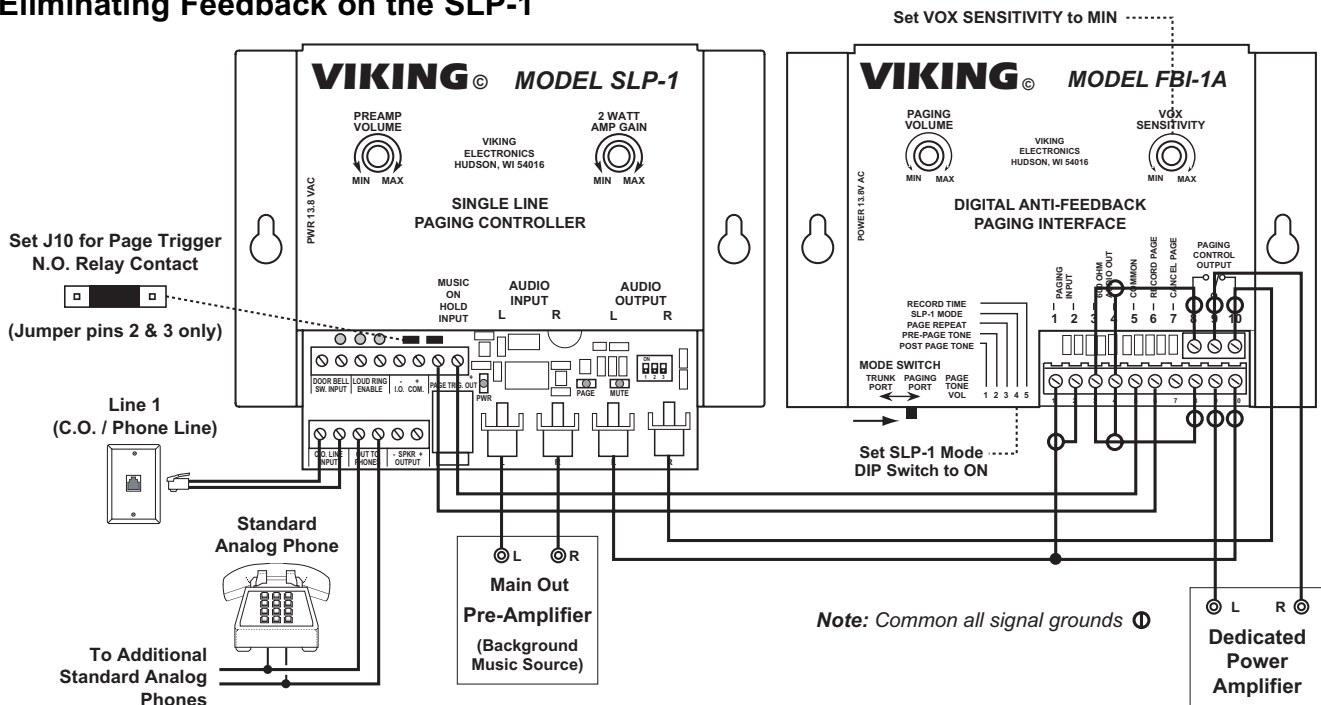 Eliminating Feedback on the SLP-1
Set VOX SENSITIVITY to MIN
VIKING © MODEL SLP-1
PREAMP
VOLUME
MIN MAX
VIKING
ELECTRONICS
HUDSON, WI 54016
2 WATT
AMP GAIN
MIN MAX
PWR 13.8 VAC
SINGLE LINE
PAGING CONTROLLER
MUSIC
ON
HOLD
INPUT
AUDIO
INPUT
L R
AUDIO
OUTPUT
L R
Set J10 for Page Trigger
N.O. Relay Contact
(Jumper pins 2 & 3 only)
DOOR BELL
SW. INPUT
LOUD RING
ENABLE
- +
I.O. COM.
PAGE TRIG. OUT
+
PWR
PAGE
MUTE
ON
1 2 3
C.O. LINE
INPUT
OUT TO
PHONES
- SPKR +
OUTPUT
L R L R
Line 1
(C.O. / Phone Line)
Standard
Analog Phone
To Additional
Standard Analog
Phones
L R
Main Out
Pre-Amplifier
(Background
Music Source)
VIKING © MODEL FBI-1A
PAGING
VOLUME
MIN MAX
VIKING
ELECTRONICS
HUDSON, WI 54016
VOX
SENSITIVITY
MIN MAX
POWER 13.8V AC
DIGITAL ANTI-FEEDBACK
PAGING INTERFACE
PAGING
INPUT
600 OHM
AUDIO OUT
COMMON
RECORD PAGE
CANCEL PAGE
PAGING
CONTROL
OUTPUT
1 2 3 4 5 6 7 8 9 10
RECORD TIME
SLP-1 MODE
PAGE REPEAT
PRE-PAGE TONE
POST PAGE TONE
MODE SWITCH
TRUNK
PORT
PAGING
PORT
PAGE
TONE
VOL
1 2 3 4 5
Set SLP-1 Mode
DIP Switch to ON
Note: Common all signal grounds
L R
Dedicated
Power
Amplifier